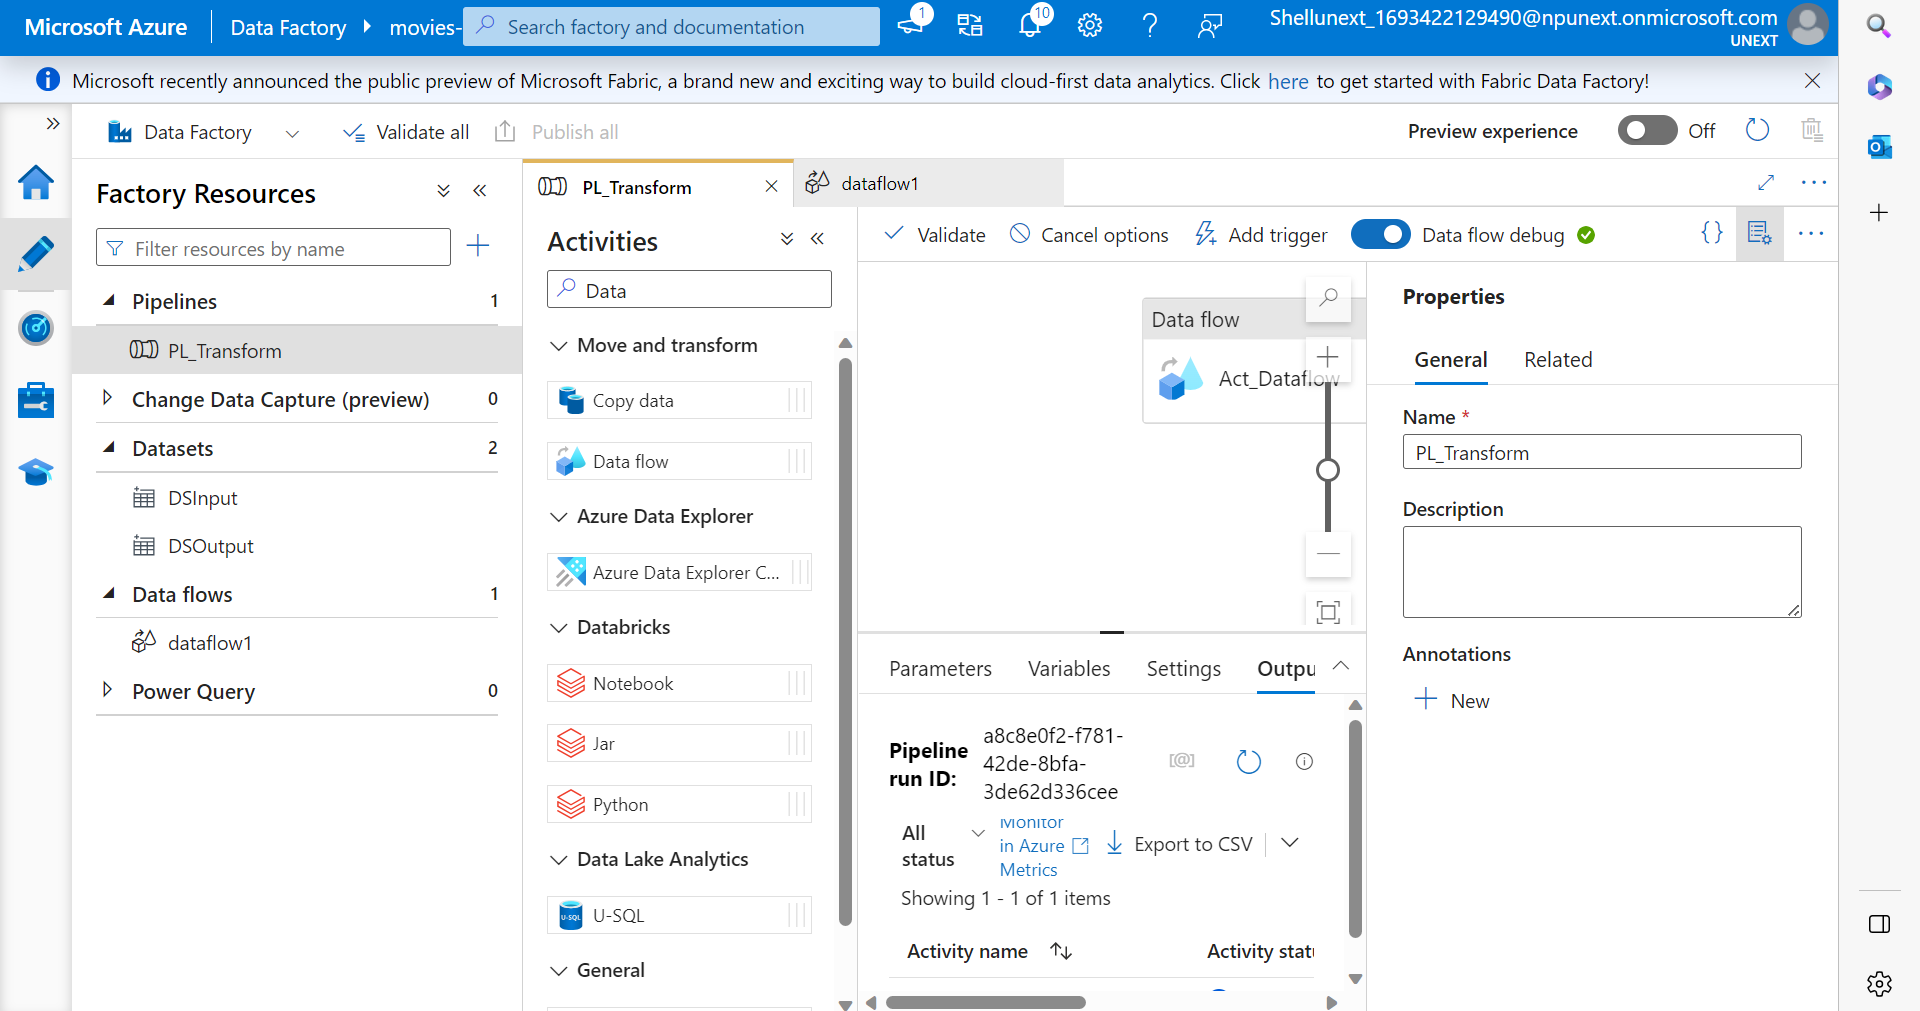 Microsoft Azure
Data Factory
movies-
Search factory and documentation
1
10
Shellunext_1693422129490@npunext.onmicrosoft.com
UNEXT
Microsoft recently announced the public preview of Microsoft Fabric, a brand new and exciting way to build cloud-first data analytics. Click here to get started with Fabric Data Factory!
Data Factory
Validate all
Publish all
Preview experience
Off
Factory Resources
Filter resources by name
Pipelines 1
PL_Transform
Change Data Capture (preview) 0
Datasets 2
DSInput
DSOutput
Data flows 1
dataflow1
Power Query 0
PL_Transform
dataflow1
Activities
Data
Move and transform
Copy data
Data flow
Azure Data Explorer
Azure Data Explorer C...
Databricks
Notebook
Jar
Python
Data Lake Analytics
U-SQL
U-SQL
General
Validate
Cancel options
Add trigger
Data flow debug
Data flow
Act_Dataflow
Parameters
Variables
Settings
Outpu
Pipeline
run ID:
a8c8e0f2-f781-
42de-8bfa-
3de62d336cee
[@]
All
status
Monitor
in Azure
Metrics
Export to CSV
Showing 1 - 1 of 1 items
Activity name
Activity statu
Properties
General
Related
Name *
PL_Transform
Description
Annotations
New